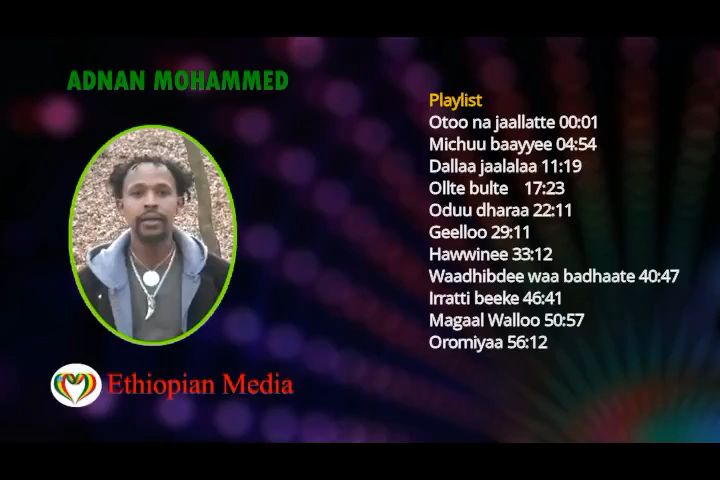 ADNAN MOHAMMED
Ethiopian Media
Playlist
Otoo na jaallatte 00:01
Michuu baayyee 04:54
Dallaa jaalalaa 11:19
Ollte bulte 17:23
Oduu dharaa 22:11
Geelloo 29:11
Hawwinee 33:12
Waadhibdee waa badhaate 40:47
Irratti beeke 46:41
Magaal Walloo 50:57
Oromiyaa 56:12